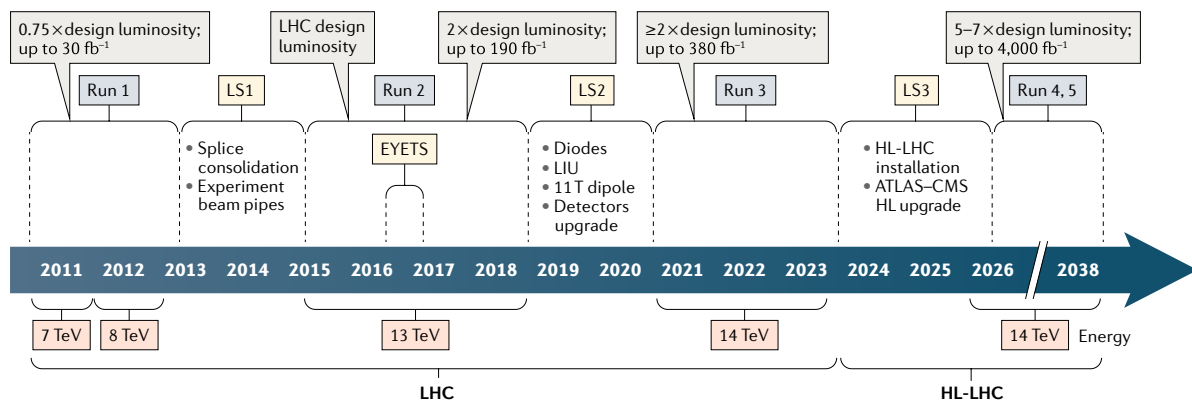 0.75×design luminosity;
up to 30 fb⁻¹
LHC design
luminosity
2×design luminosity;
up to 190 fb⁻¹
≥2×design luminosity;
up to 380 fb⁻¹
5–7×design luminosity;
up to 4,000 fb⁻¹
Run 1
LS1
Run 2
LS2
Run 3
LS3
Run 4, 5
• Splice
consolidation
• Experiment
beam pipes
EYETS
• Diodes
• LIU
• 11 T dipole
• Detectors
upgrade
• HL-LHC
installation
• ATLAS–CMS
HL upgrade
2011 2012 2013 2014 2015 2016 2017 2018 2019 2020 2021 2022 2023 2024 2025 2026 2038
7 TeV
8 TeV
13 TeV
14 TeV
14 TeV
Energy
LHC
HL-LHC